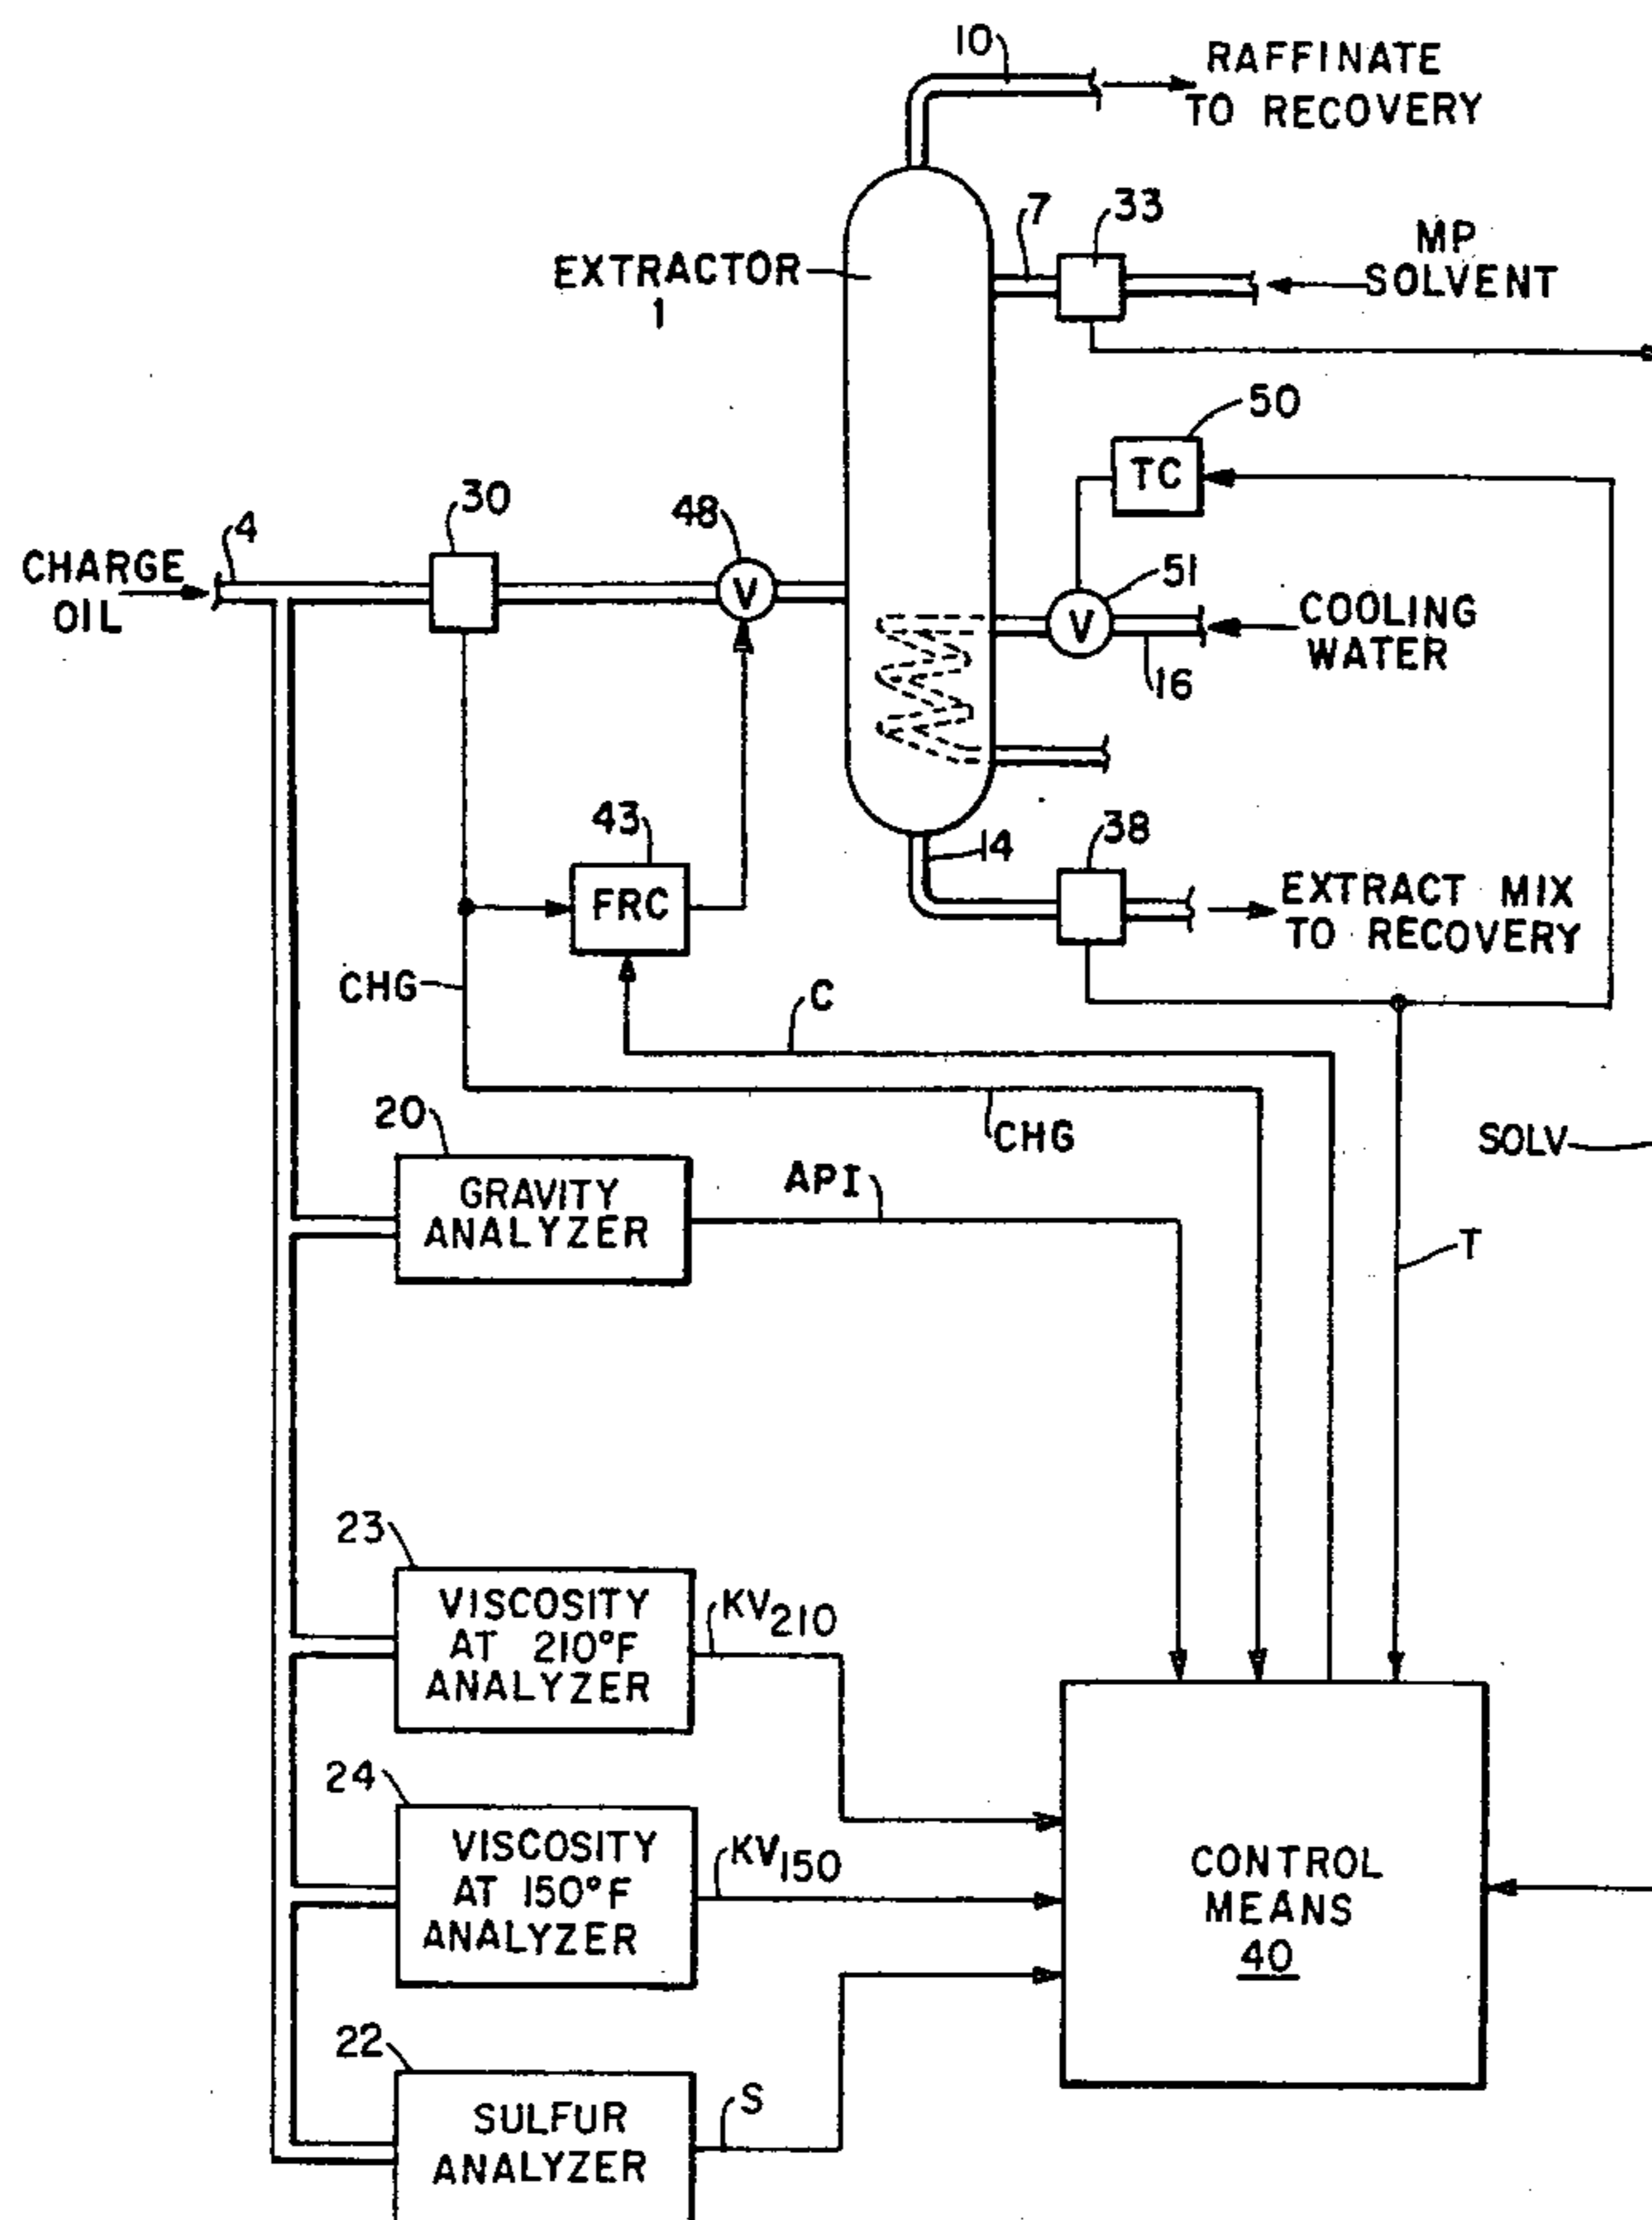 10
RAFFINATE
TO RECOVERY
7
33
MP
SOLVENT
EXTRACTOR
1
50
TC
30
48
4
CHARGE
OIL
V
51
V
COOLING
WATER
16
43
FRC
38
14
EXTRACT MIX
TO RECOVERY
CHG
C
CHG
20
SOLV
API
GRAVITY
ANALYZER
T
23
VISCOSITY
AT 210°F
ANALYZER
KV210
24
VISCOSITY
AT 150°F
ANALYZER
KV150
CONTROL
MEANS
40
22
SULFUR
ANALYZER
S